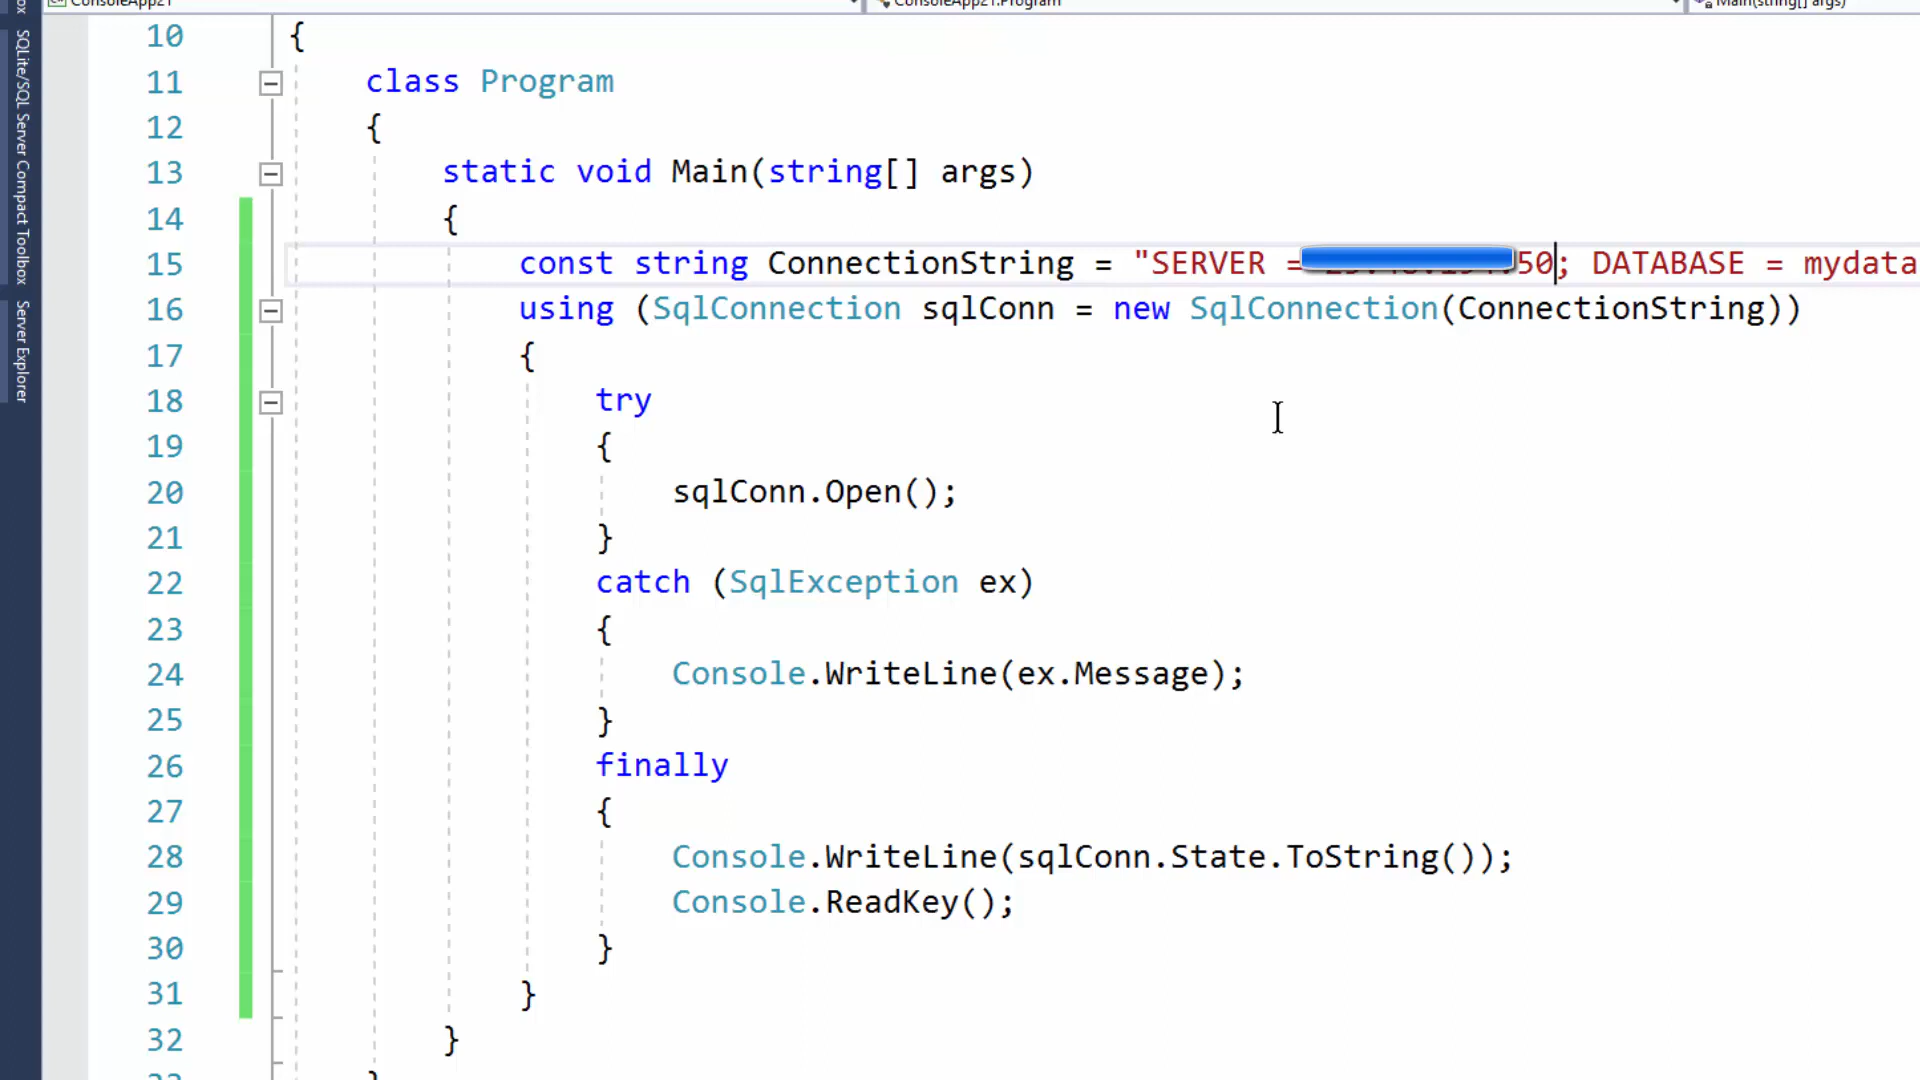 ConsoleApp21
ConsoleApp21.Program
Main(string[] args)
SQLite/SQL Server Compact Toolbox
Server Explorer
10 {
11 class Program
12 {
13 static void Main(string[] args)
14 {
15 const string ConnectionString = "SERVER = 50; DATABASE = mydata
16 using (SqlConnection sqlConn = new SqlConnection(ConnectionString))
17 {
18 try
19 {
20 sqlConn.Open();
21 }
22 catch (SqlException ex)
23 {
24 Console.WriteLine(ex.Message);
25 }
26 finally
27 {
28 Console.WriteLine(sqlConn.State.ToString());
29 Console.ReadKey();
30 }
31 }
32 }